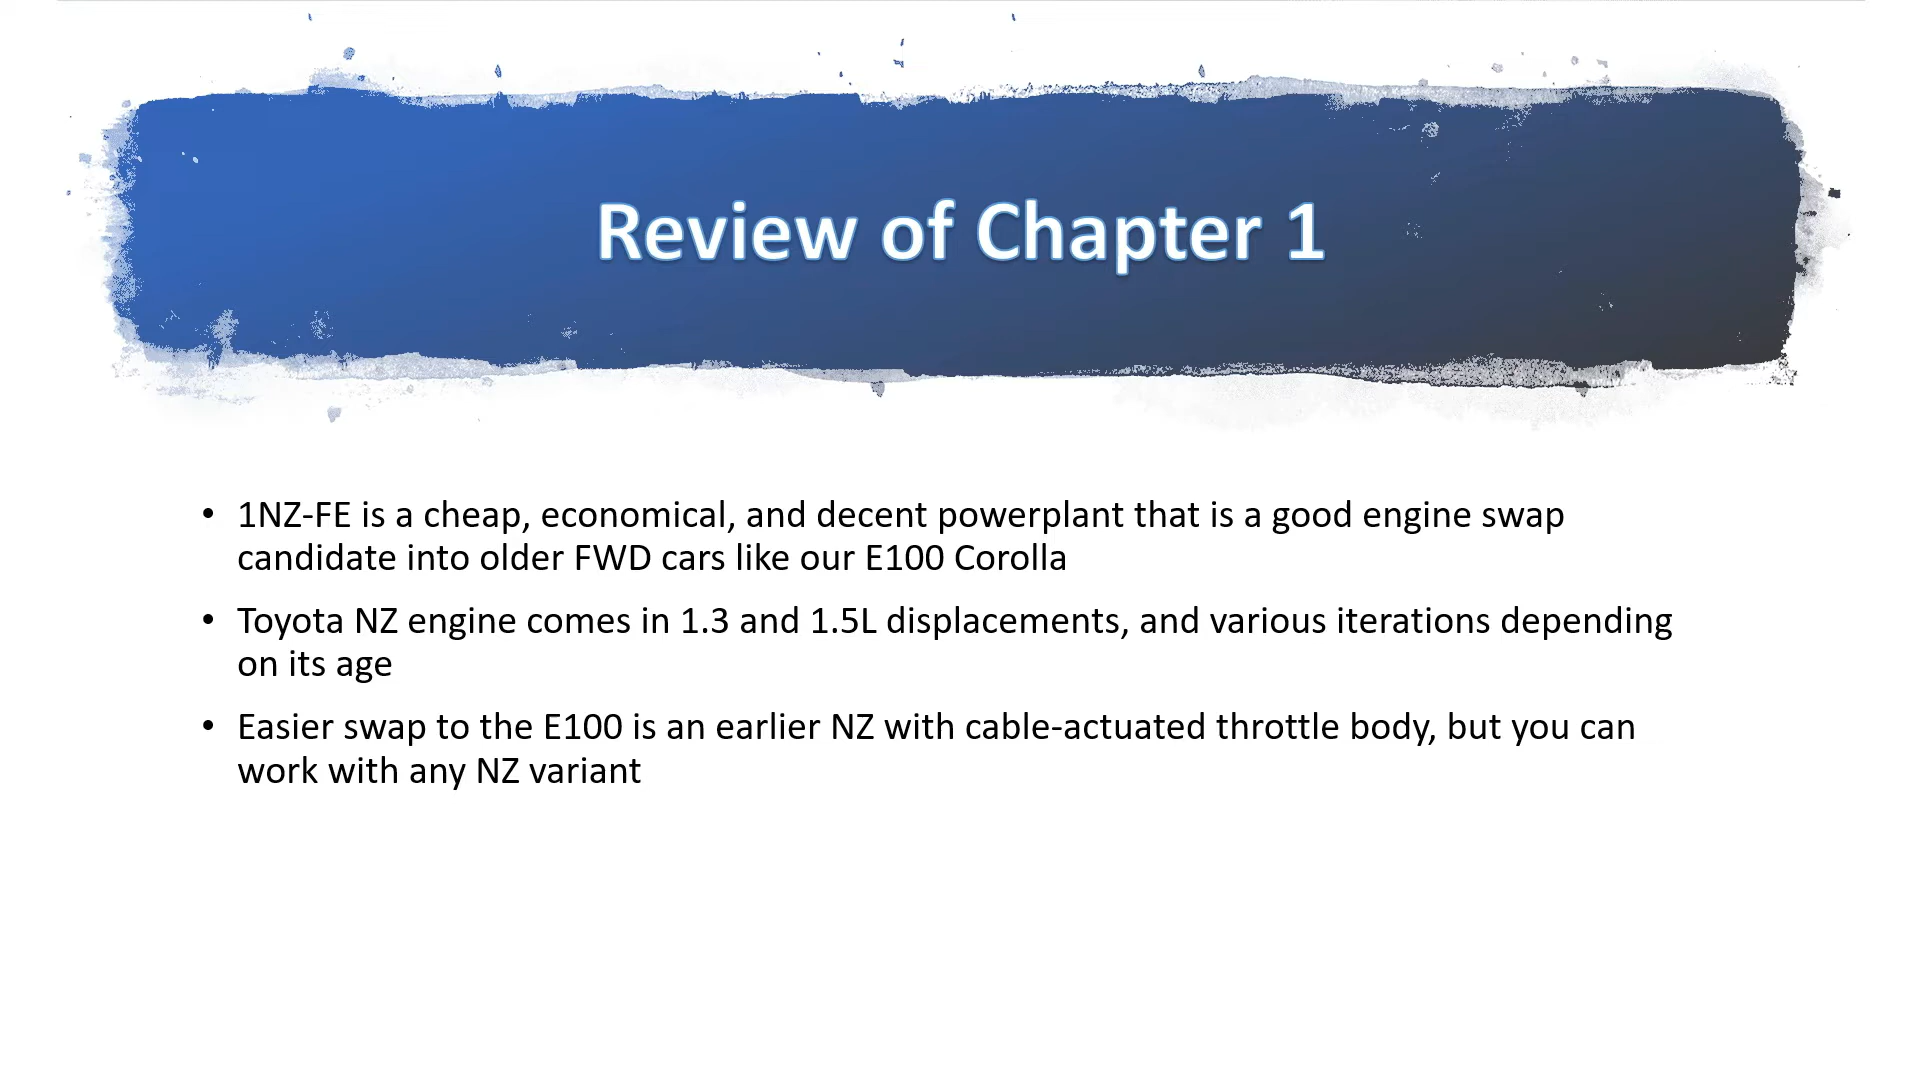 Review of Chapter 1
• 1NZ-FE is a cheap, economical, and decent powerplant that is a good engine swap
candidate into older FWD cars like our E100 Corolla
• Toyota NZ engine comes in 1.3 and 1.5L displacements, and various iterations depending
on its age
• Easier swap to the E100 is an earlier NZ with cable-actuated throttle body, but you can
work with any NZ variant